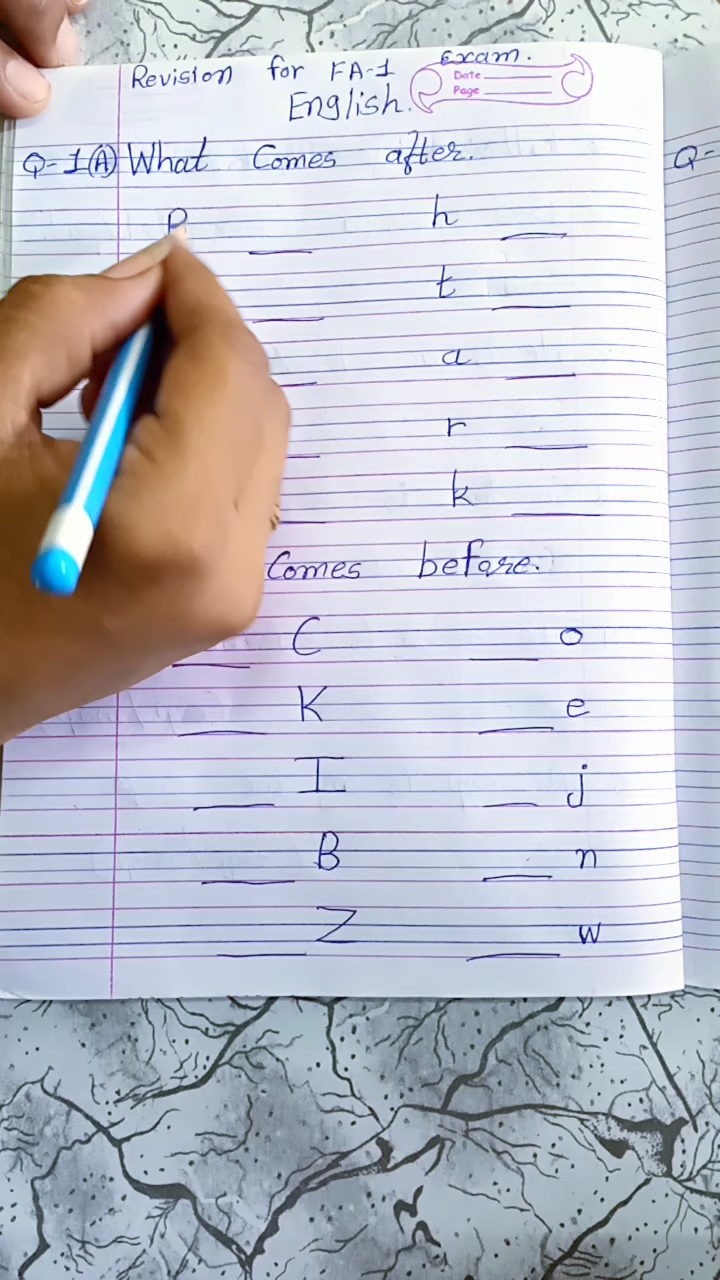 Revision for FA-1 Exam.
Date
Page
English.
Q-1 (A) What Comes after. Q-
h
t
a
r
k
Comes before.
C o
K e
I j
B n
Z w